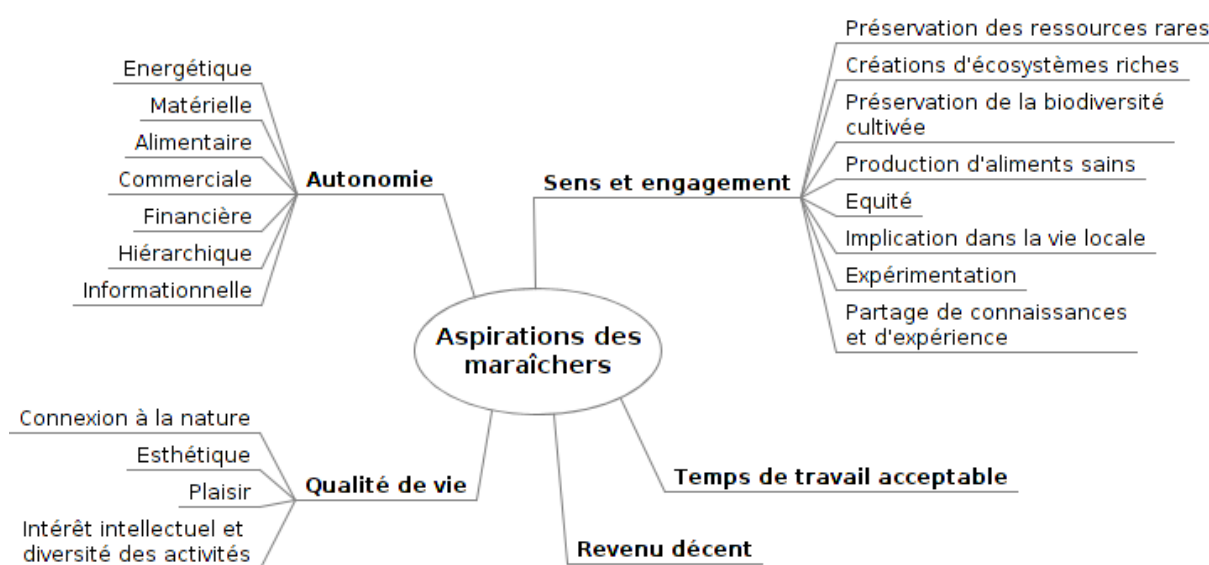 Aspirations des
maraîchers
Autonomie
Energétique
Matérielle
Alimentaire
Commerciale
Financière
Hiérarchique
Informationnelle
Sens et engagement
Préservation des ressources rares
Créations d'écosystèmes riches
Préservation de la biodiversité
cultivée
Production d'aliments sains
Equité
Implication dans la vie locale
Expérimentation
Partage de connaissances
et d'expérience
Qualité de vie
Connexion à la nature
Esthétique
Plaisir
Intérêt intellectuel et
diversité des activités
Temps de travail acceptable
Revenu décent